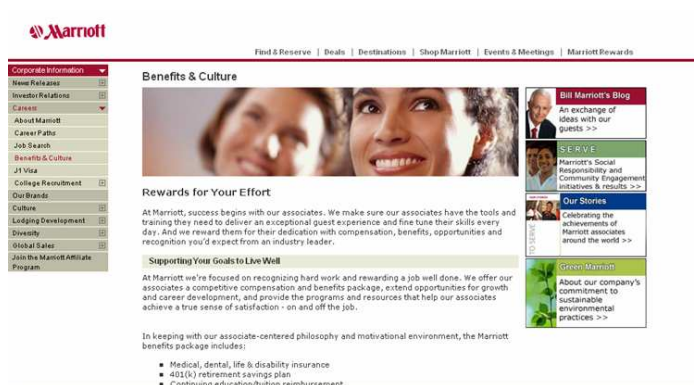 Marriott
Find & Reserve | Deals | Destinations | Shop Marriott | Events & Meetings | Marriott Rewards
Corporate Information
News Releases
Investor Relations
Careers
About Marriott
Career Paths
Job Search
Benefits & Culture
J1 Visa
College Recruitment
Our Brands
Culture
Lodging Development
Diversity
Global Sales
Join the Marriott Affiliate
Program
Benefits & Culture
Rewards for Your Effort
At Marriott, success begins with our associates. We make sure our associates have the tools and
training they need to deliver an exceptional guest experience and fine tune their skills every
day. And we reward them for their dedication with compensation, benefits, opportunities and
recognition you'd expect from an industry leader.
Supporting Your Goals to Live Well
At Marriott we're focused on recognizing hard work and rewarding a job well done. We offer our
associates a competitive compensation and benefits package, extend opportunities for growth
and career development, and provide the programs and resources that help our associates
achieve a true sense of satisfaction - on and off the job.
In keeping with our associate-centered philosophy and motivational environment, the Marriott
benefits package includes:
Medical, dental, life & disability insurance
401(k) retirement savings plan
Continuing education/tuition reimbursement
Bill Marriott's Blog
An exchange of
ideas with our
guests >>
SERVE
Marriott's Social
Responsibility and
Community Engagement
initiatives & results >>
Our Stories
TO SERVE
Celebrating the
achievements of
Marriott associates
around the world >>
Green Marriott
About our company's
commitment to
sustainable
environmental
practices >>